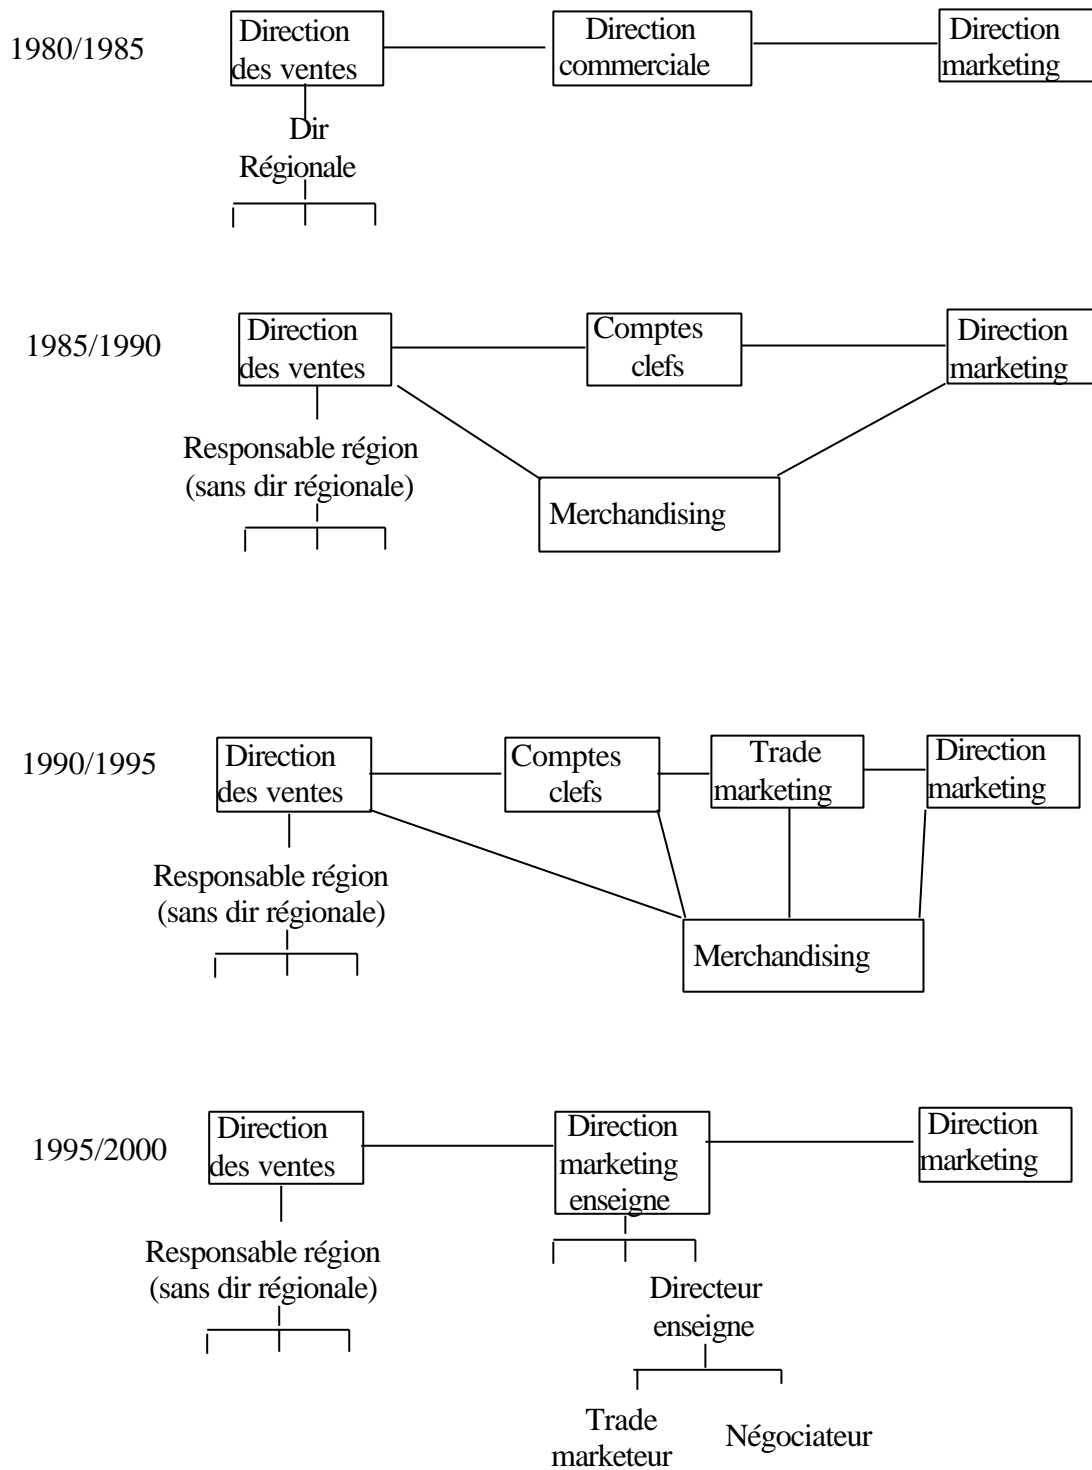 1980/1985
Direction
des ventes
Direction
commerciale
Direction
marketing
Dir
Régionale
1985/1990
Direction
des ventes
Comptes
clefs
Direction
marketing
Responsable région
(sans dir régionale)
Merchandising
1990/1995
Direction
des ventes
Comptes
clefs
Trade
marketing
Direction
marketing
Responsable région
(sans dir régionale)
Merchandising
1995/2000
Direction
des ventes
Direction
marketing
enseigne
Direction
marketing
Responsable région
(sans dir régionale)
Directeur
enseigne
Trade
marketeur
Négociateur